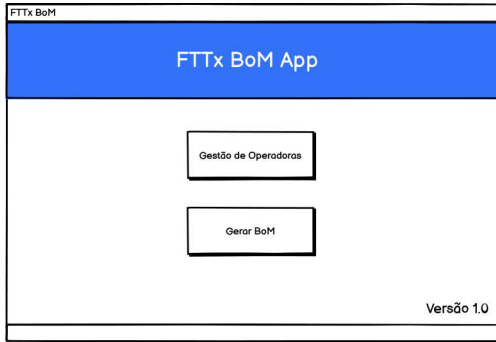 FTTx BoM
FTTx BoM App
Gestão de Operadoras
Gerar BoM
Versão 1.0